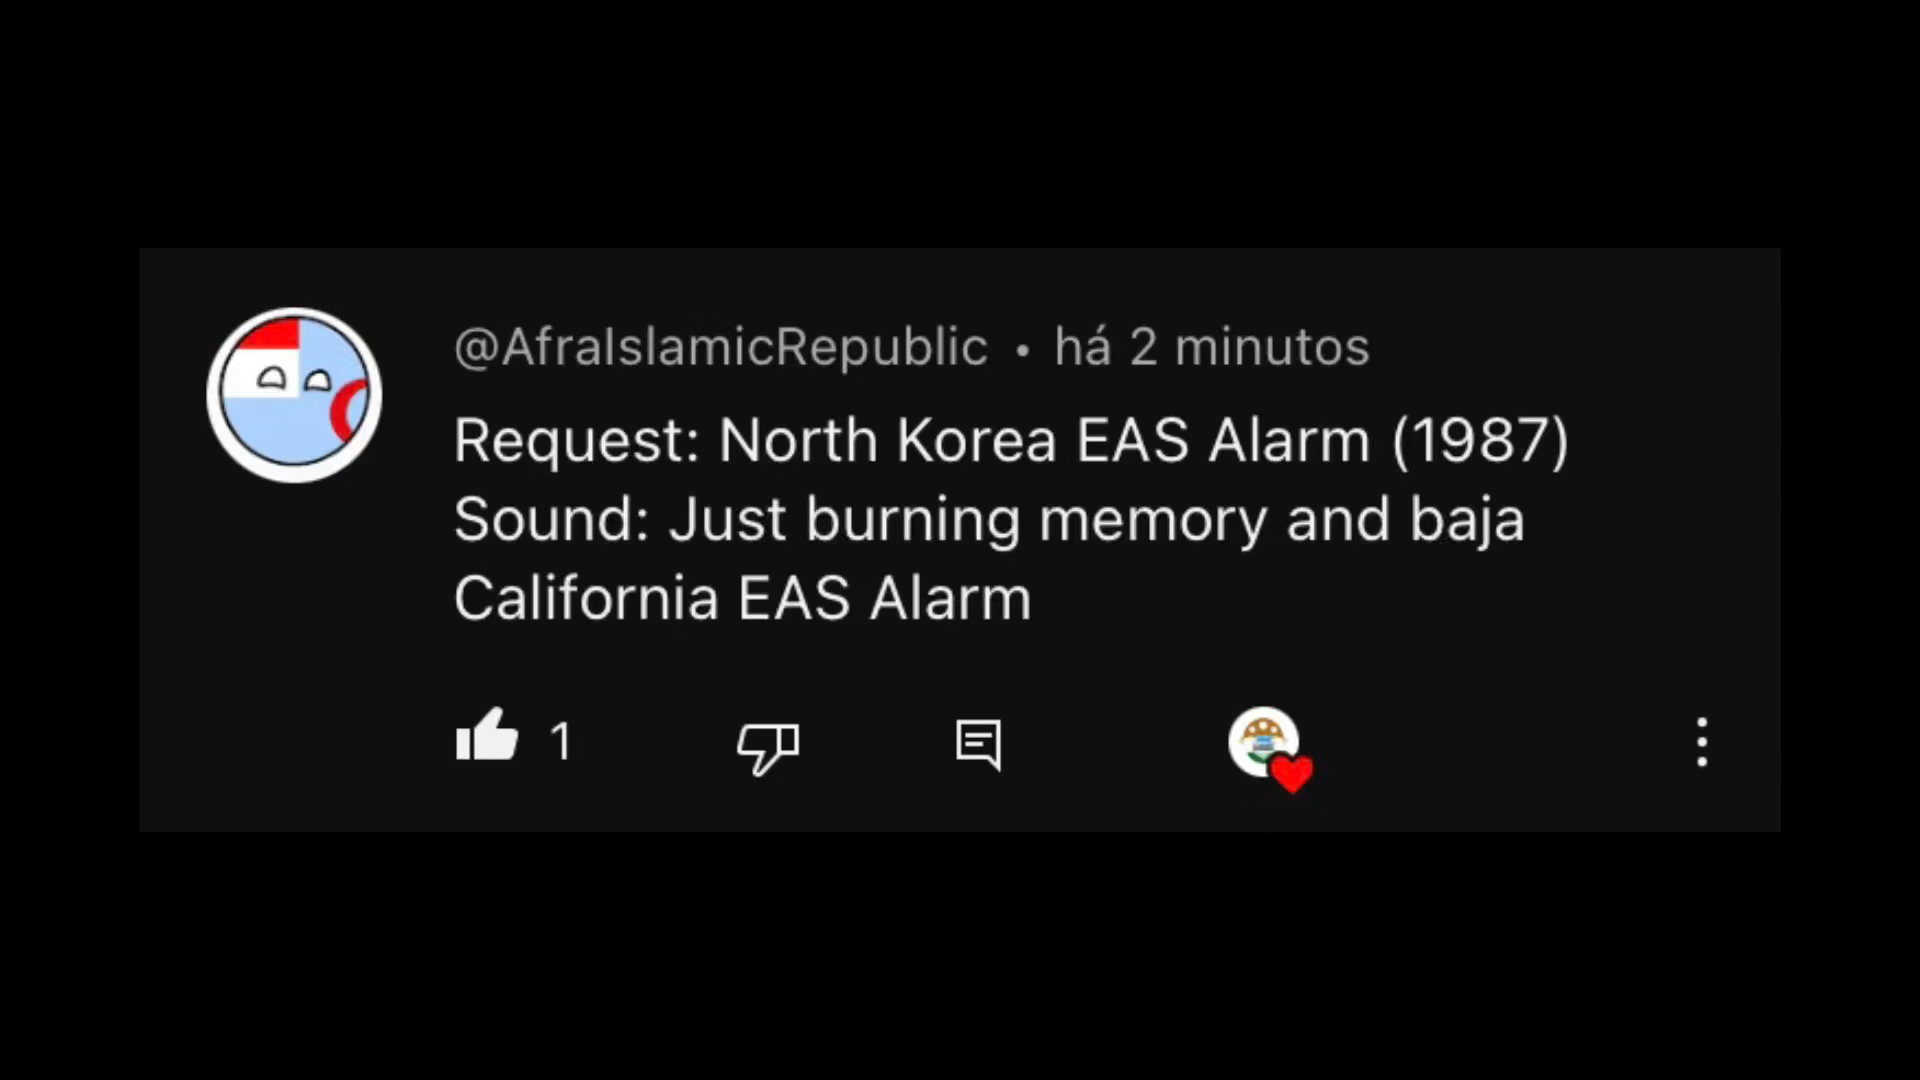 @AfraIslamicRepublic • há 2 minutos
Request: North Korea EAS Alarm (1987)
Sound: Just burning memory and baja
California EAS Alarm
1